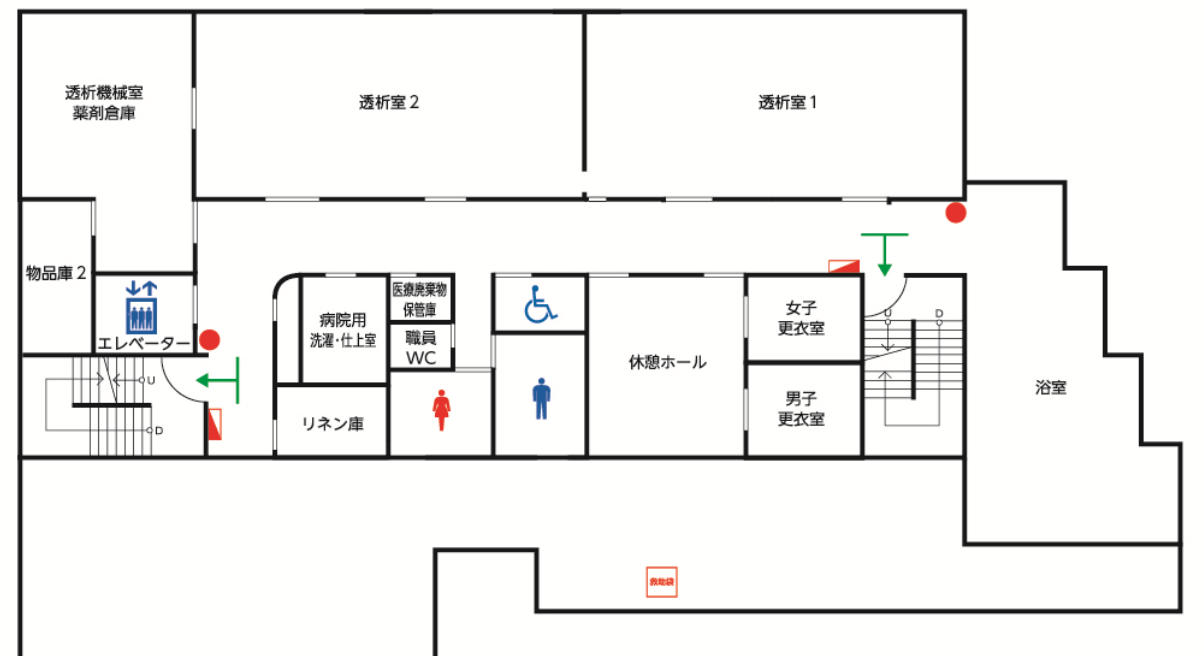 透析機械室
薬剤倉庫
透析室2
透析室1
物品庫2
エレベーター
病院用
洗濯・仕上室
医療廃棄物
保管庫
職員
WC
リネン庫
休憩ホール
女子
更衣室
男子
更衣室
浴室
U
D
U
D
救助袋